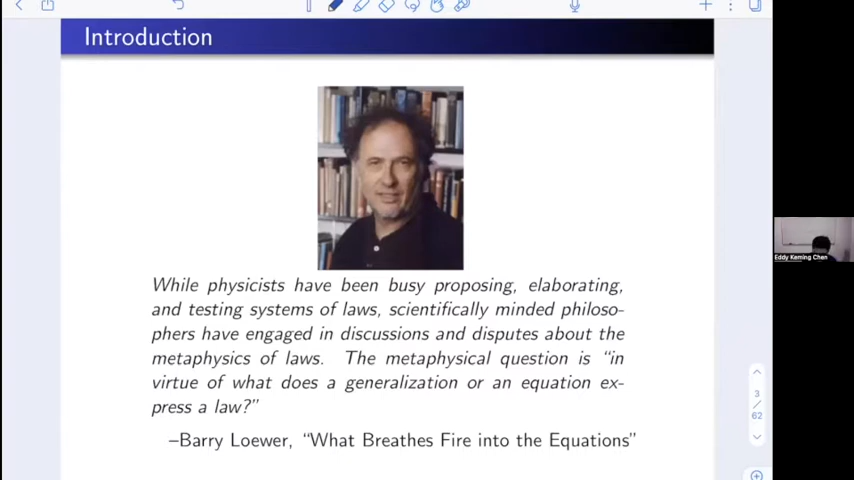 Introduction
While physicists have been busy proposing, elaborating,
and testing systems of laws, scientifically minded philoso-
phers have engaged in discussions and disputes about the
metaphysics of laws. The metaphysical question is “in
virtue of what does a generalization or an equation ex-
press a law?”
–Barry Loewer, “What Breathes Fire into the Equations”
Eddy Keming Chen
3
/
62